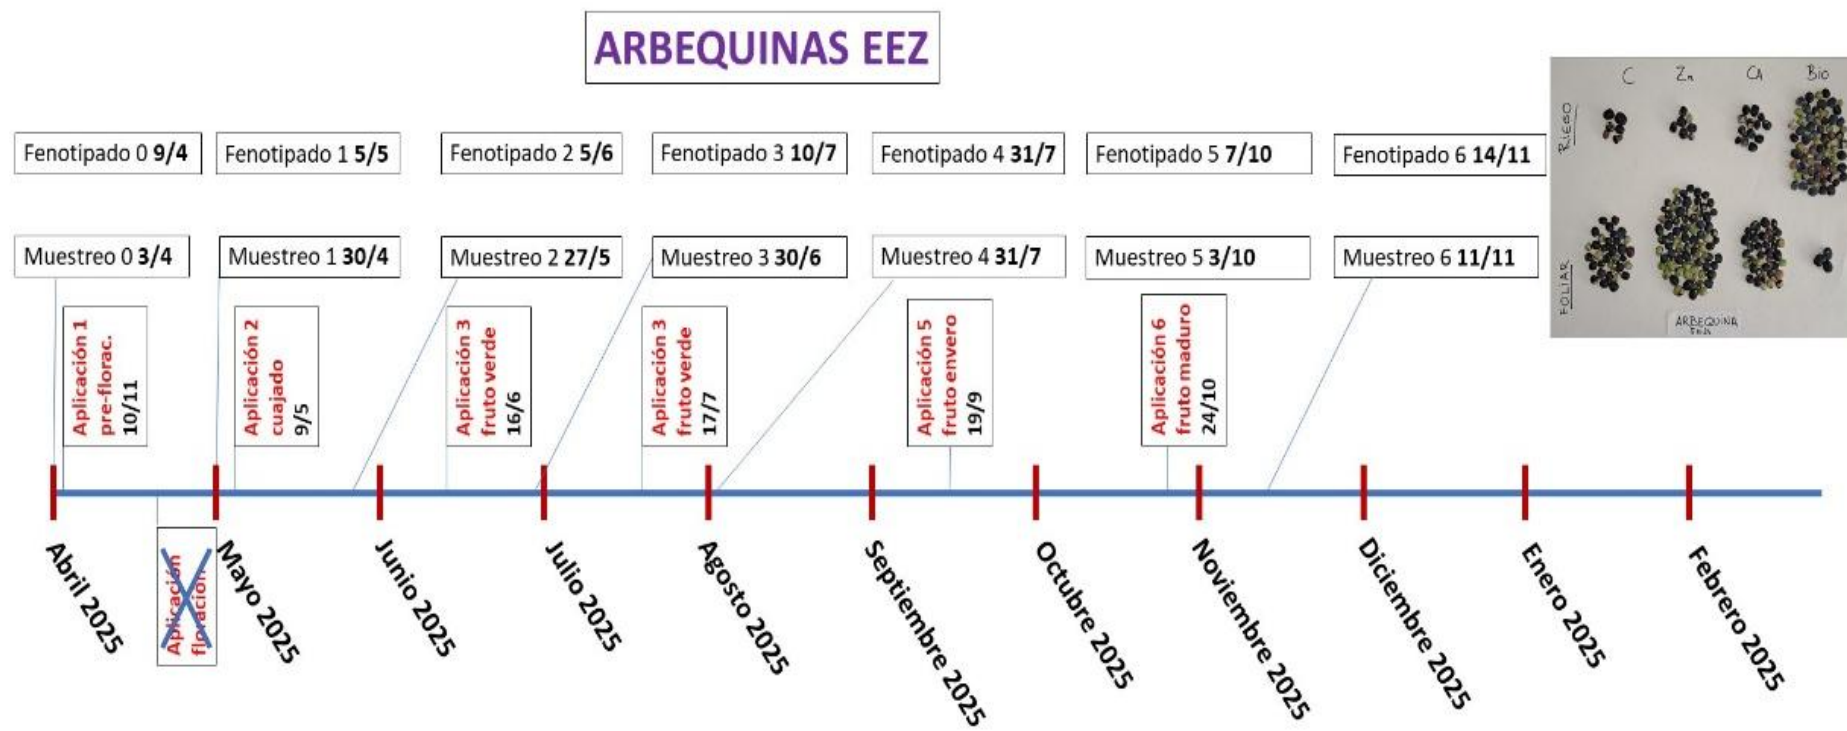 ARBEQUINAS EEZ
Fenotipado 0 9/4
Fenotipado 1 5/5
Fenotipado 2 5/6
Fenotipado 3 10/7
Fenotipado 4 31/7
Fenotipado 5 7/10
Fenotipado 6 14/11
Muestreo 0 3/4
Muestreo 1 30/4
Muestreo 2 27/5
Muestreo 3 30/6
Muestreo 4 31/7
Muestreo 5 3/10
Muestreo 6 11/11
C Zn Ch Bio
RIEGO
FOLIAR
ARBEQUINA
Aplicación 1
pre-florac.
10/11
Aplicación 2
cuajado
9/5
Aplicación 3
fruto verde
16/6
Aplicación 3
fruto verde
17/7
Aplicación 5
fruto envero
19/9
Aplicación 6
fruto maduro
24/10
Aplicación
floración
Abril 2025
Mayo 2025
Junio 2025
Julio 2025
Agosto 2025
Septiembre 2025
Octubre 2025
Noviembre 2025
Diciembre 2025
Enero 2025
Febrero 2025